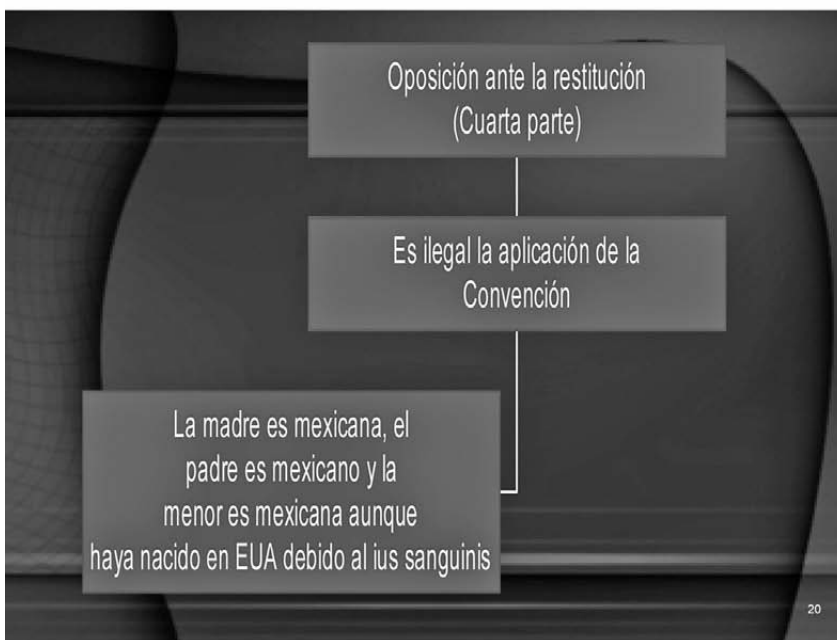 Oposición ante la restitución
(Cuarta parte)
Es ilegal la aplicación de la
Convención
La madre es mexicana, el
padre es mexicano y la
menor es mexicana aunque
haya nacido en EUA debido al ius sanguinis
20